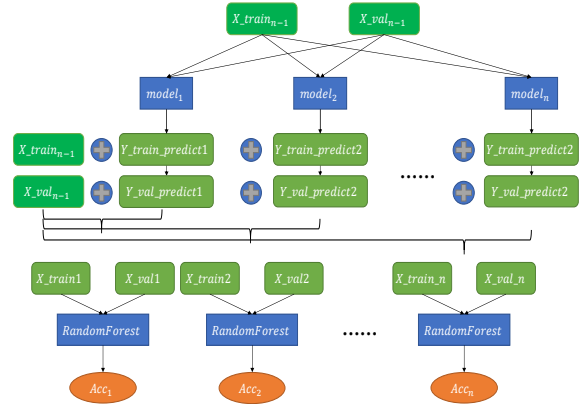 X_train_{n-1} X_val_{n-1}
model_1 model_2 model_n
X_train_{n-1} Y_train_predict1 Y_train_predict2 Y_train_predict2
......
X_val_{n-1} Y_val_predict1 Y_val_predict2 Y_val_predict2
X_train1 X_val1 X_train2 X_val2 X_train_n X_val_n
RandomForest RandomForest ...... RandomForest
Acc_1 Acc_2 Acc_n